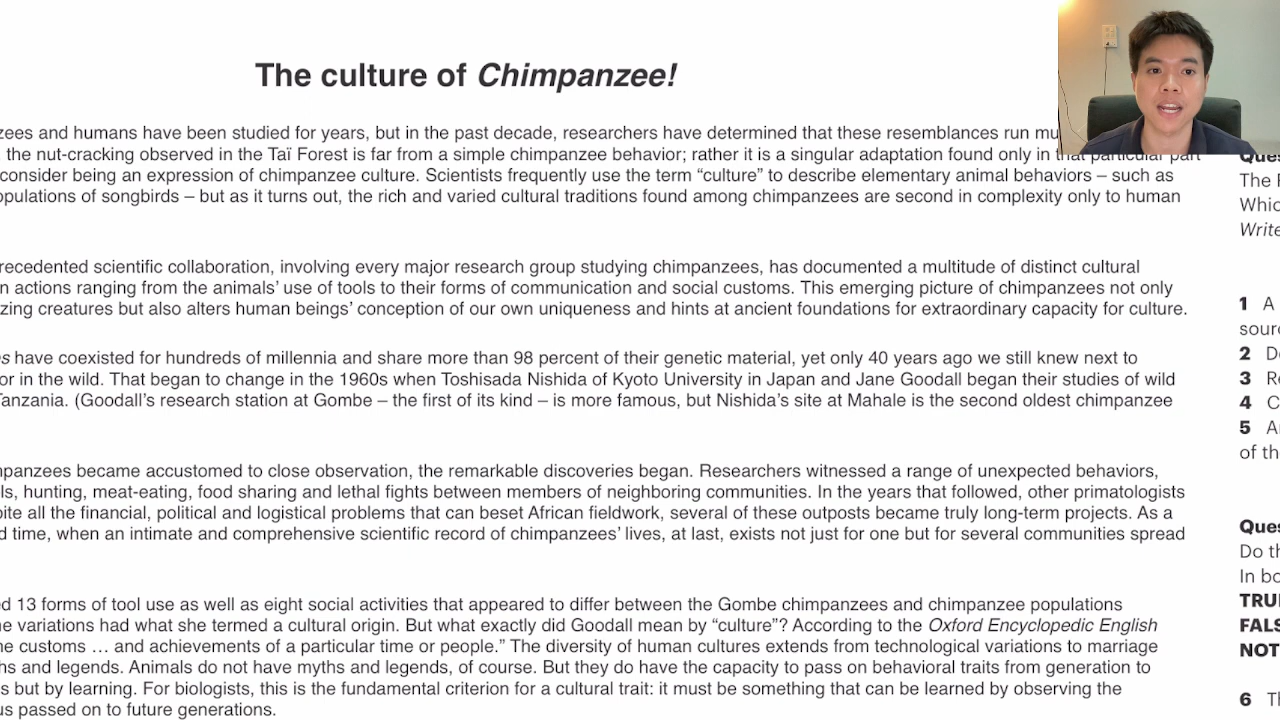 The culture of Chimpanzee!
zees and humans have been studied for years, but in the past decade, researchers have determined that these resemblances run
the nut-cracking observed in the Taï Forest is far from a simple chimpanzee behavior; rather it is a singular adaptation found only in that particular part
consider being an expression of chimpanzee culture. Scientists frequently use the term “culture” to describe elementary animal behaviors – such as
opulations of songbirds – but as it turns out, the rich and varied cultural traditions found among chimpanzees are second in complexity only to human
recedented scientific collaboration, involving every major research group studying chimpanzees, has documented a multitude of distinct cultural
n actions ranging from the animals’ use of tools to their forms of communication and social customs. This emerging picture of chimpanzees not only
zing creatures but also alters human beings’ conception of our own uniqueness and hints at ancient foundations for extraordinary capacity for culture.
s have coexisted for hundreds of millennia and share more than 98 percent of their genetic material, yet only 40 years ago we still knew next to
or in the wild. That began to change in the 1960s when Toshisada Nishida of Kyoto University in Japan and Jane Goodall began their studies of wild
Tanzania. (Goodall’s research station at Gombe – the first of its kind – is more famous, but Nishida’s site at Mahale is the second oldest chimpanzee
mpanzees became accustomed to close observation, the remarkable discoveries began. Researchers witnessed a range of unexpected behaviors,
ls, hunting, meat-eating, food sharing and lethal fights between members of neighboring communities. In the years that followed, other primatologists
pite all the financial, political and logistical problems that can beset African fieldwork, several of these outposts became truly long-term projects. As a
d time, when an intimate and comprehensive scientific record of chimpanzees’ lives, at last, exists not just for one but for several communities spread
ed 13 forms of tool use as well as eight social activities that appeared to differ between the Gombe chimpanzees and chimpanzee populations
e variations had what she termed a cultural origin. But what exactly did Goodall mean by “culture”? According to the Oxford Encyclopedic English
he customs … and achievements of a particular time or people.” The diversity of human cultures extends from technological variations to marriage
hs and legends. Animals do not have myths and legends, of course. But they do have the capacity to pass on behavioral traits from generation to
s but by learning. For biologists, this is the fundamental criterion for a cultural trait: it must be something that can be learned by observing the
us passed on to future generations.
Ques
The
Whic
Write
1 A
sour
2 D
3 R
4 C
5 A
of the
Ques
Do th
In bo
TRU
FALS
NOT
6 Th